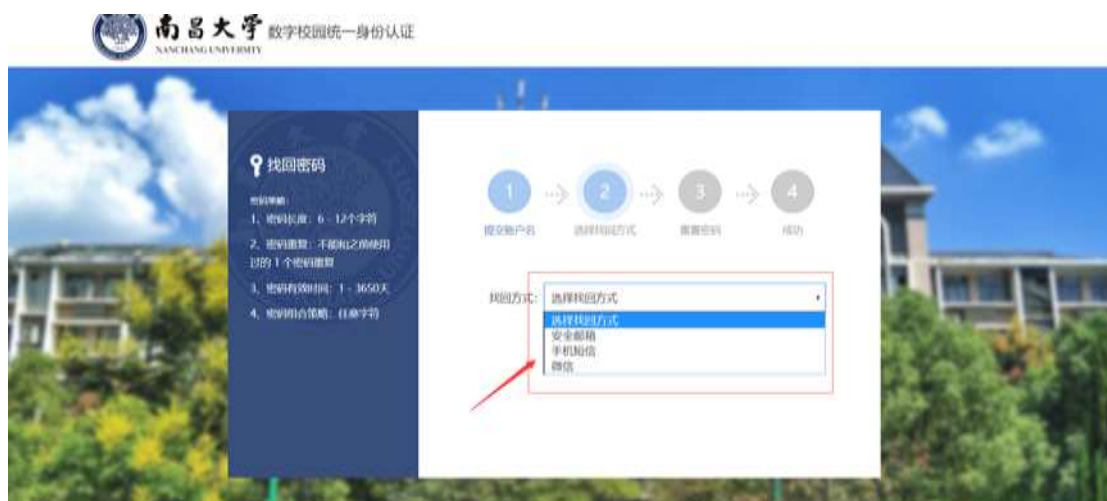 南昌大学 数字校园统一身份认证
NANCHANG UNIVERSITY
找回密码
密码策略:
1、密码长度: 6 - 12个字符
2、密码重复: 不能和之前使用
过的 1 个密码重复
3、密码有效时间: 1 - 3650天
4、密码组合策略: 任意字符
1
2
3
4
提交账户名
选择找回方式
重置密码
成功
找回方式:
选择找回方式
选择找回方式
安全邮箱
手机短信
微信